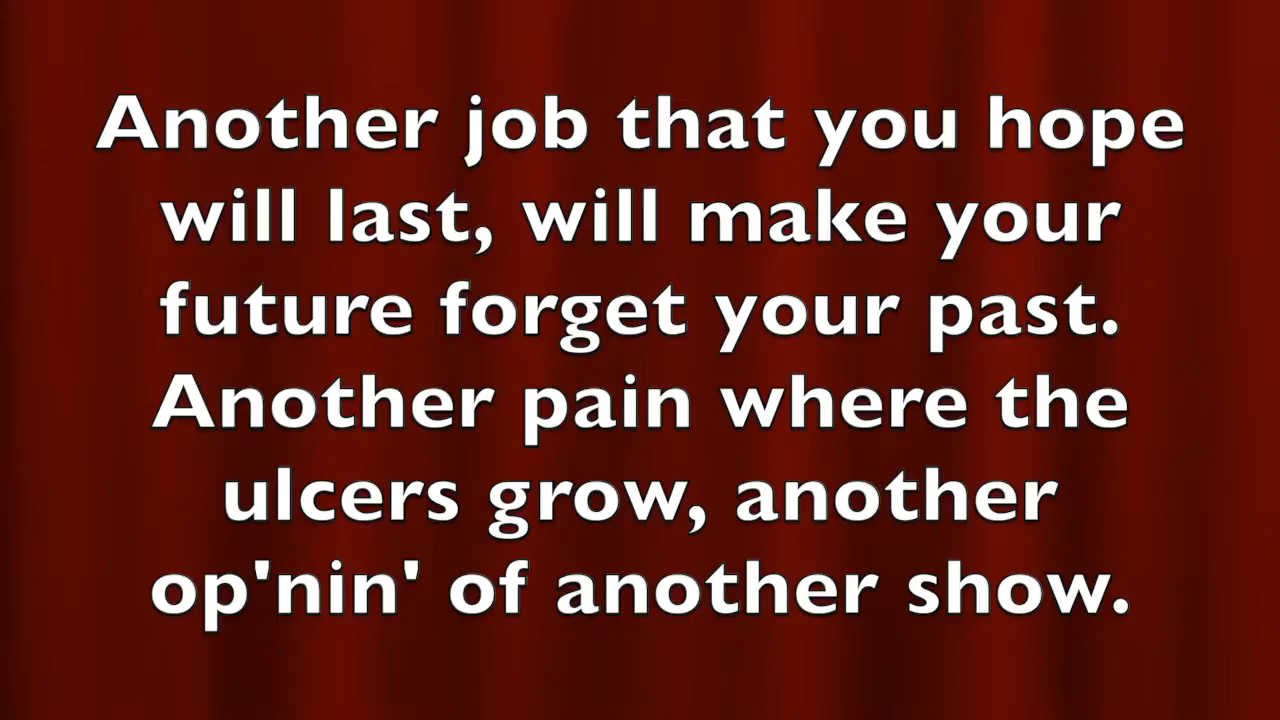 Another job that you hope
will last, will make your
future forget your past.
Another pain where the
ulcers grow, another
op'nin' of another show.